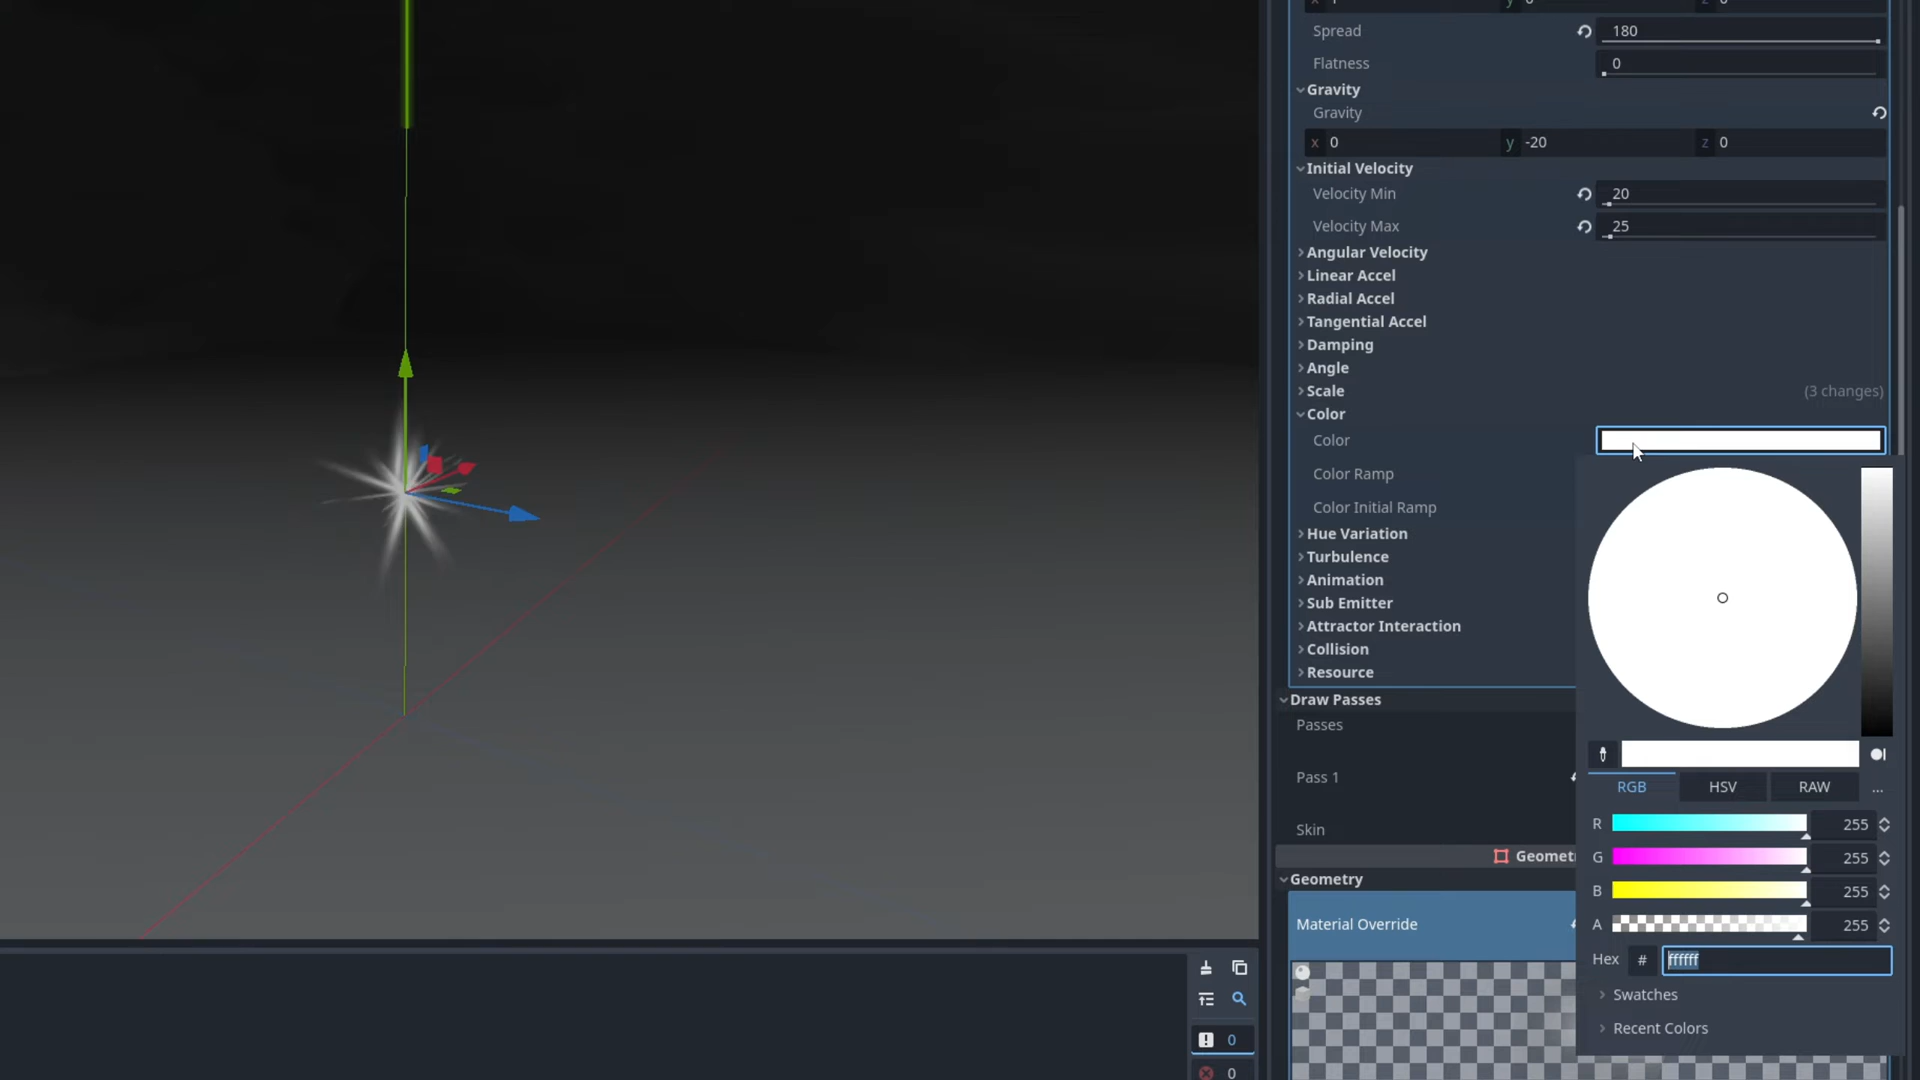 Spread 180
Flatness 0
Gravity
Gravity
x 0 y -20 z 0
Initial Velocity
Velocity Min 20
Velocity Max 25
Angular Velocity
Linear Accel
Radial Accel
Tangential Accel
Damping
Angle
Scale (3 changes)
Color
Color
Color Ramp
Color Initial Ramp
Hue Variation
Turbulence
Animation
Sub Emitter
Attractor Interaction
Collision
Resource
Draw Passes
Passes
Pass 1
Skin
Geomet
Geometry
Material Override
RGB HSV RAW ...
R 255
G 255
B 255
A 255
Hex # ffffff
Swatches
Recent Colors
0
0